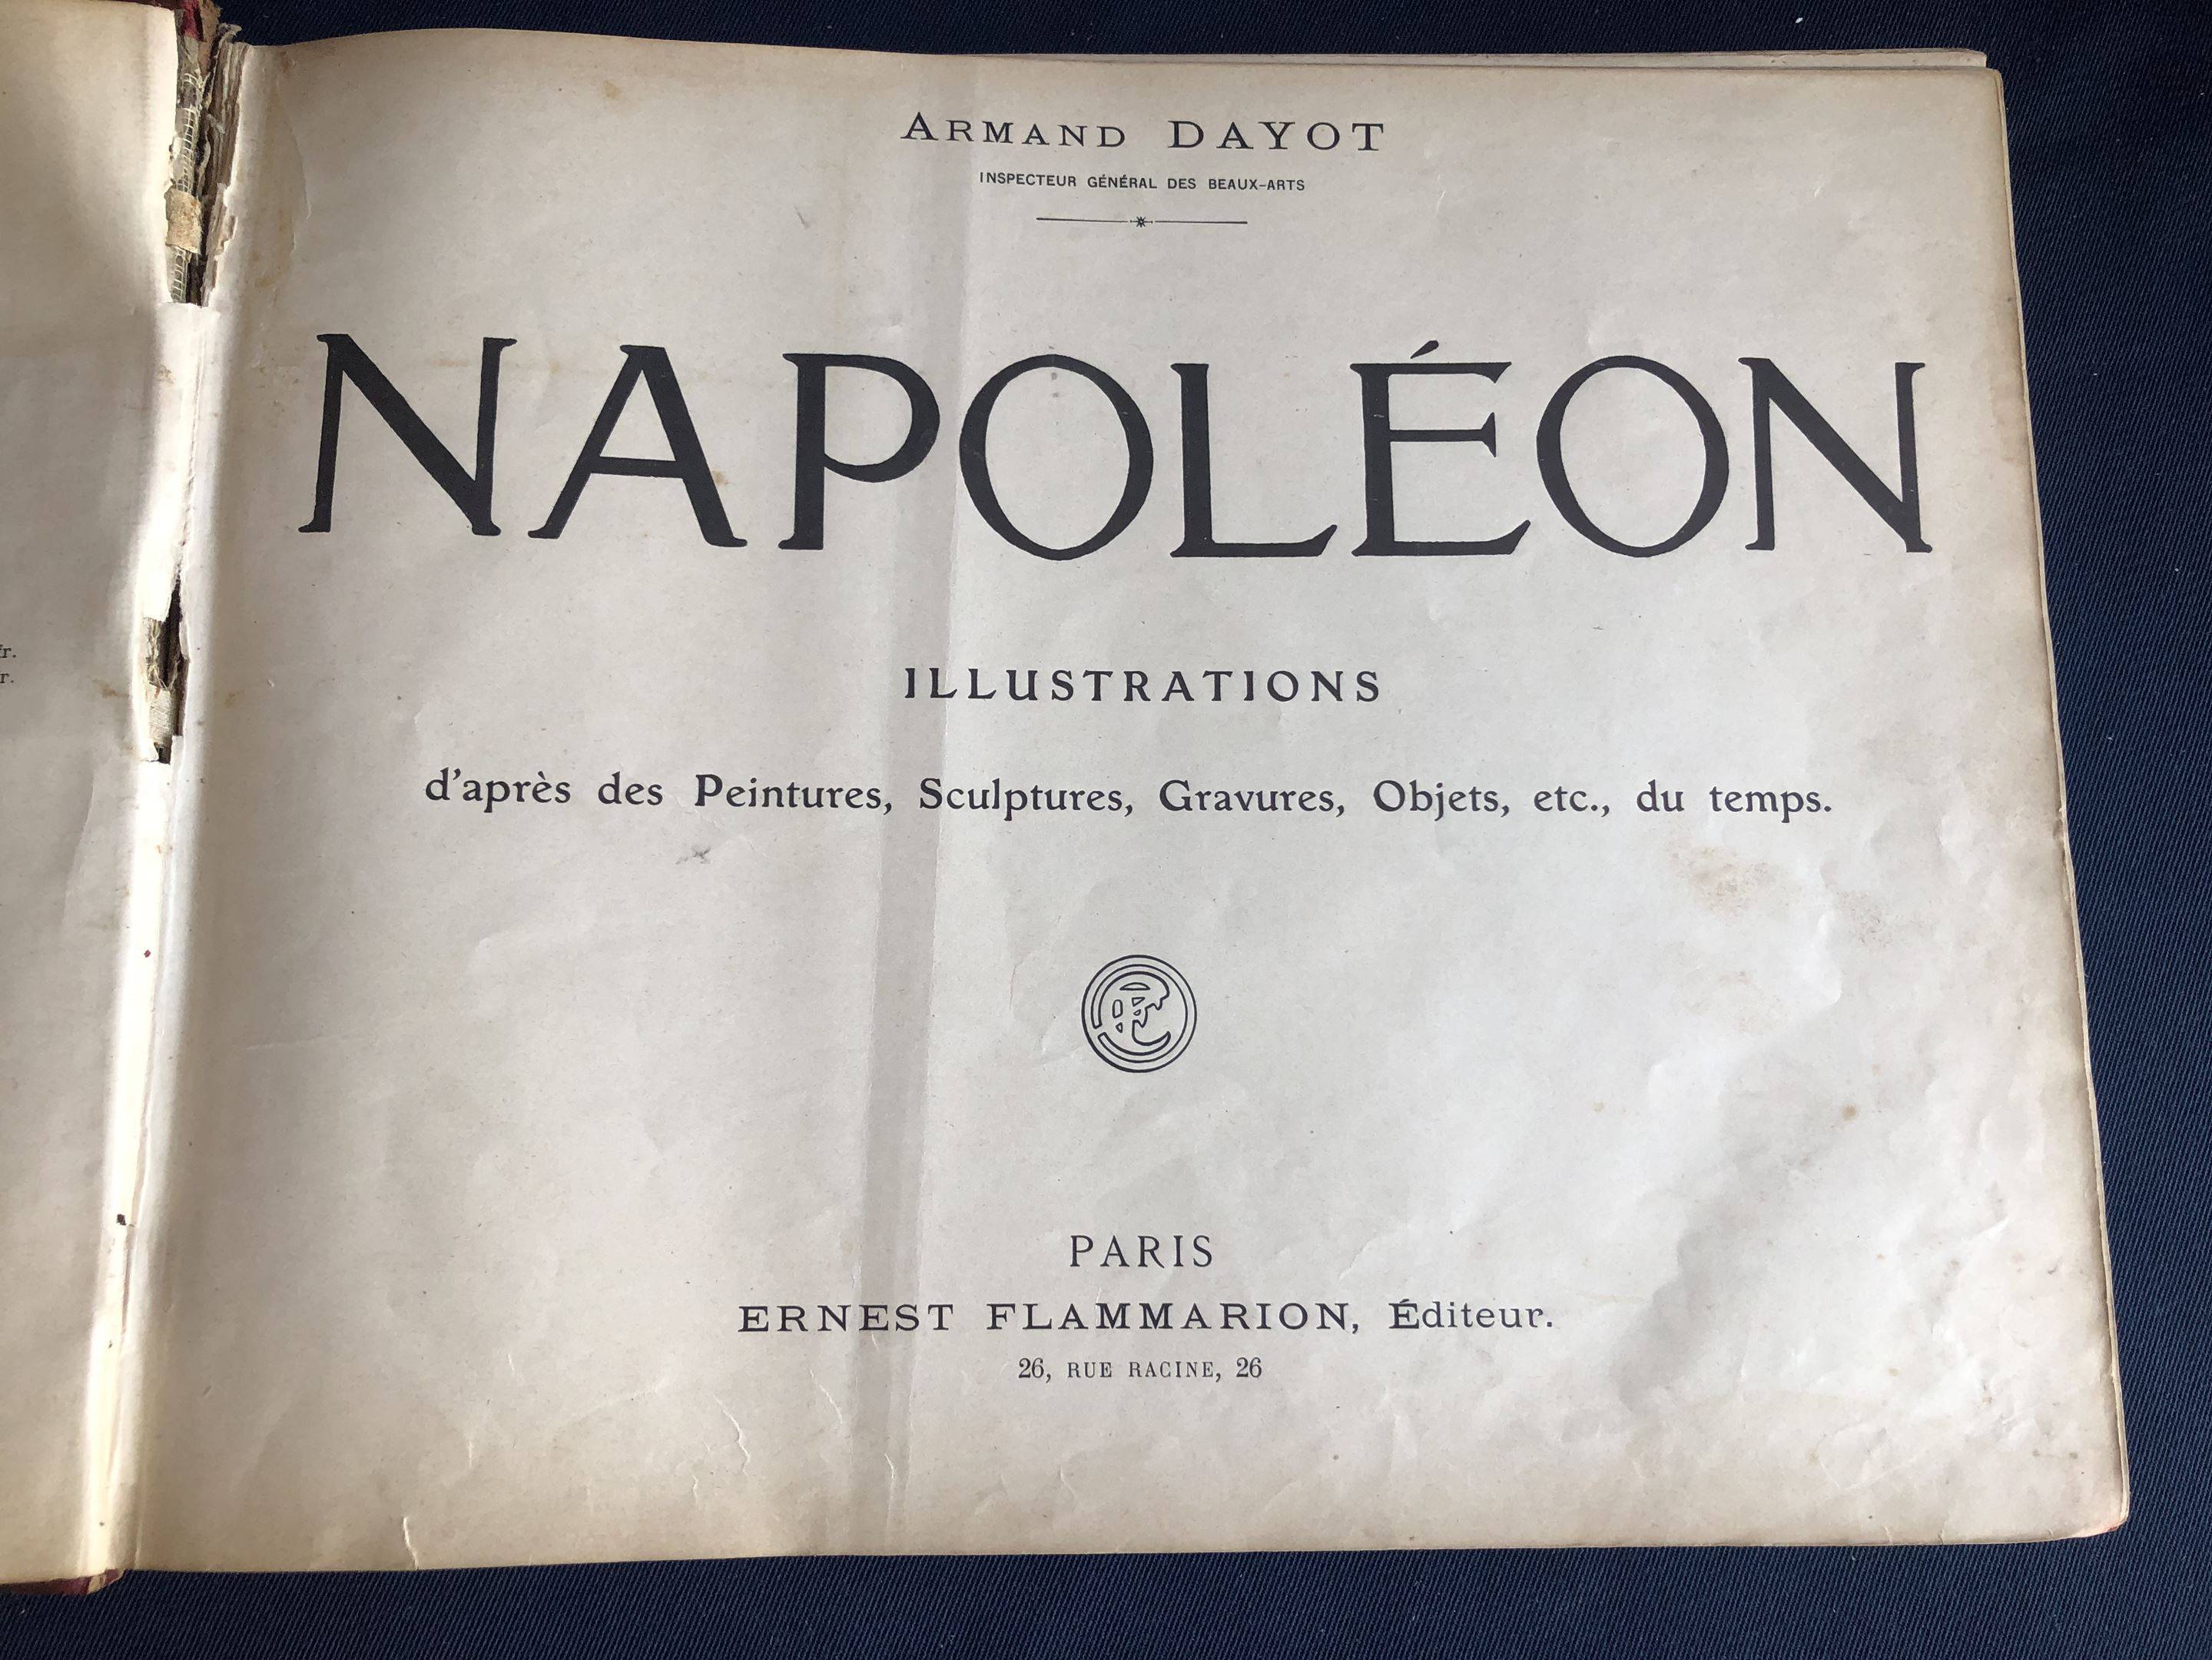 fr.
r.
ARMAND DAYOT
INSPECTEUR GÉNÉRAL DES BEAUX-ARTS
NAPOLÉON
ILLUSTRATIONS
d'après des Peintures, Sculptures, Gravures, Objets, etc., du temps.
PARIS
ERNEST FLAMMARION, Éditeur.
26, RUE RACINE, 26